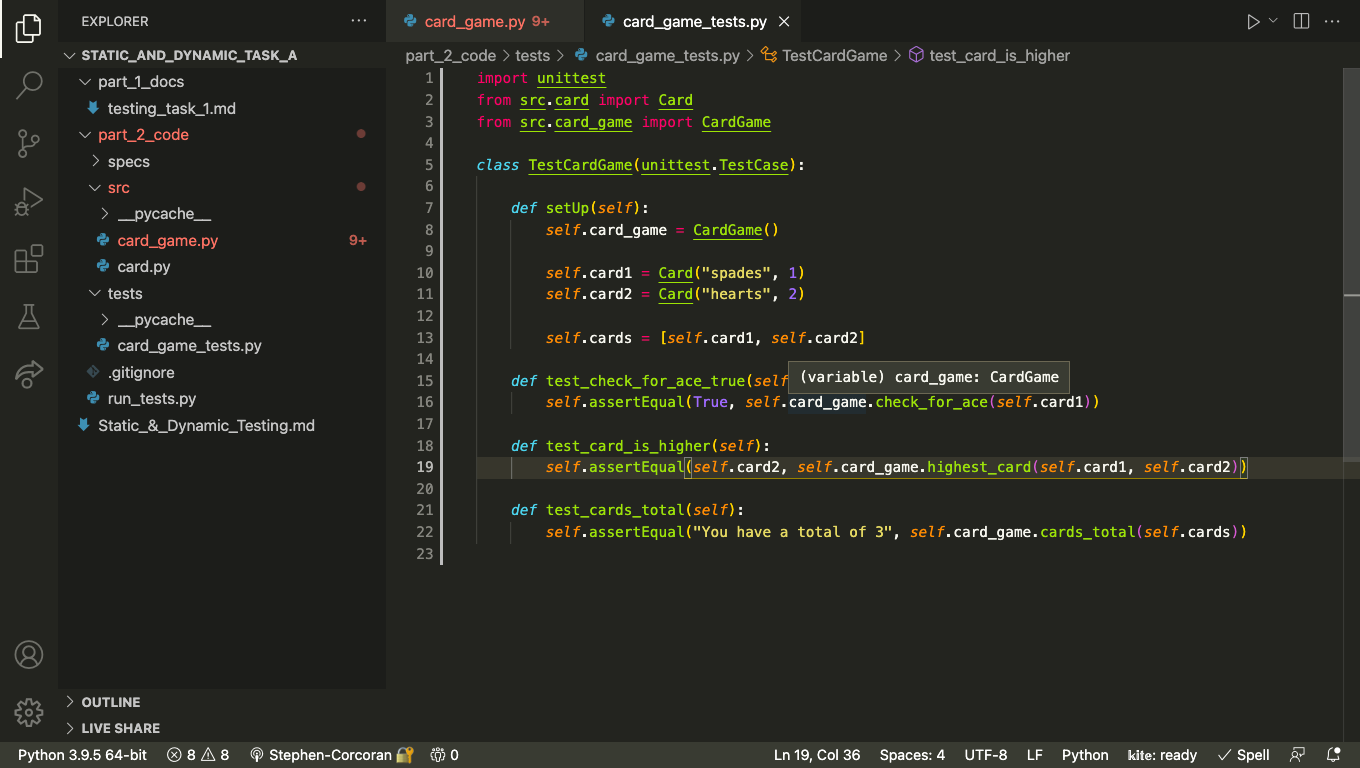 EXPLORER
STATIC_AND_DYNAMIC_TASK_A
part_1_docs
testing_task_1.md
part_2_code
specs
src
__pycache__
card_game.py 9+
card.py
tests
__pycache__
card_game_tests.py
.gitignore
run_tests.py
Static_&_Dynamic_Testing.md
OUTLINE
LIVE SHARE
card_game.py 9+
card_game_tests.py
part_2_code > tests > card_game_tests.py > TestCardGame > test_card_is_higher
1 import unittest
2 from src.card import Card
3 from src.card_game import CardGame
4
5 class TestCardGame(unittest.TestCase):
6
7 def setUp(self):
8 self.card_game = CardGame()
9
10 self.card1 = Card("spades", 1)
11 self.card2 = Card("hearts", 2)
12
13 self.cards = [self.card1, self.card2]
14
(variable) card_game: CardGame
15 def test_check_for_ace_true(self
16 self.assertEqual(True, self.card_game.check_for_ace(self.card1))
17
18 def test_card_is_higher(self):
19 self.assertEqual(self.card2, self.card_game.highest_card(self.card1, self.card2))
20
21 def test_cards_total(self):
22 self.assertEqual("You have a total of 3", self.card_game.cards_total(self.cards))
23
Python 3.9.5 64-bit 8 8 Stephen-Corcoran 0 Ln 19, Col 36 Spaces: 4 UTF-8 LF Python kite: ready Spell